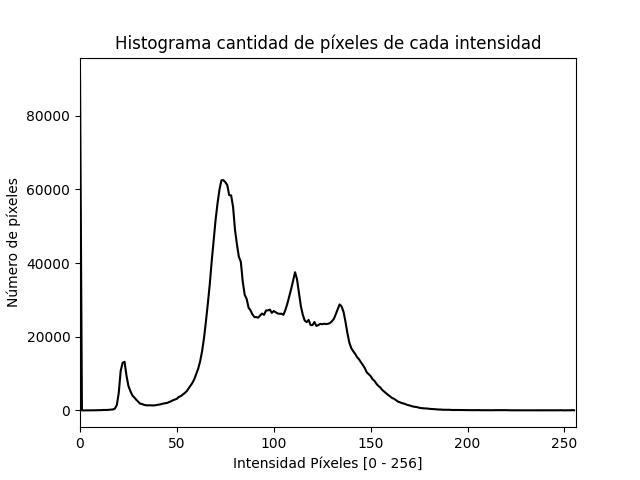 Histograma cantidad de píxeles de cada intensidad
80000
60000
40000
20000
0
Número de píxeles
0 50 100 150 200 250
Intensidad Píxeles [0 - 256]